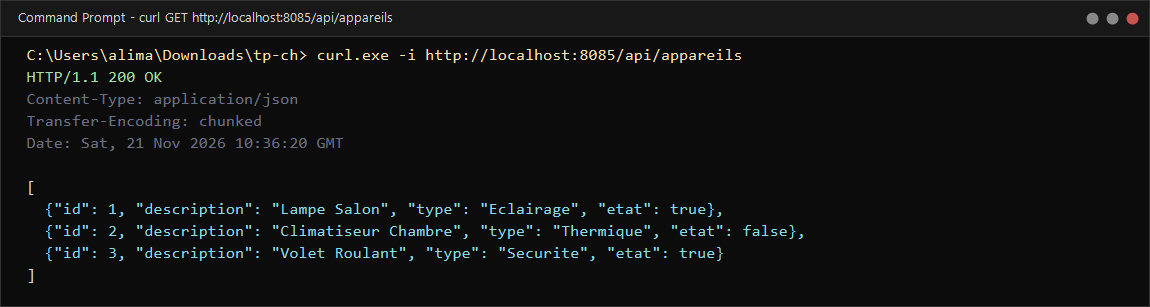 Command Prompt - curl GET http://localhost:8085/api/appareils
C:\Users\alima\Downloads\tp-ch> curl.exe -i http://localhost:8085/api/appareils
HTTP/1.1 200 OK
Content-Type: application/json
Transfer-Encoding: chunked
Date: Sat, 21 Nov 2026 10:36:20 GMT
[
  {"id": 1, "description": "Lampe Salon", "type": "Eclairage", "etat": true},
  {"id": 2, "description": "Climatiseur Chambre", "type": "Thermique", "etat": false},
  {"id": 3, "description": "Volet Roulant", "type": "Securite", "etat": true}
]